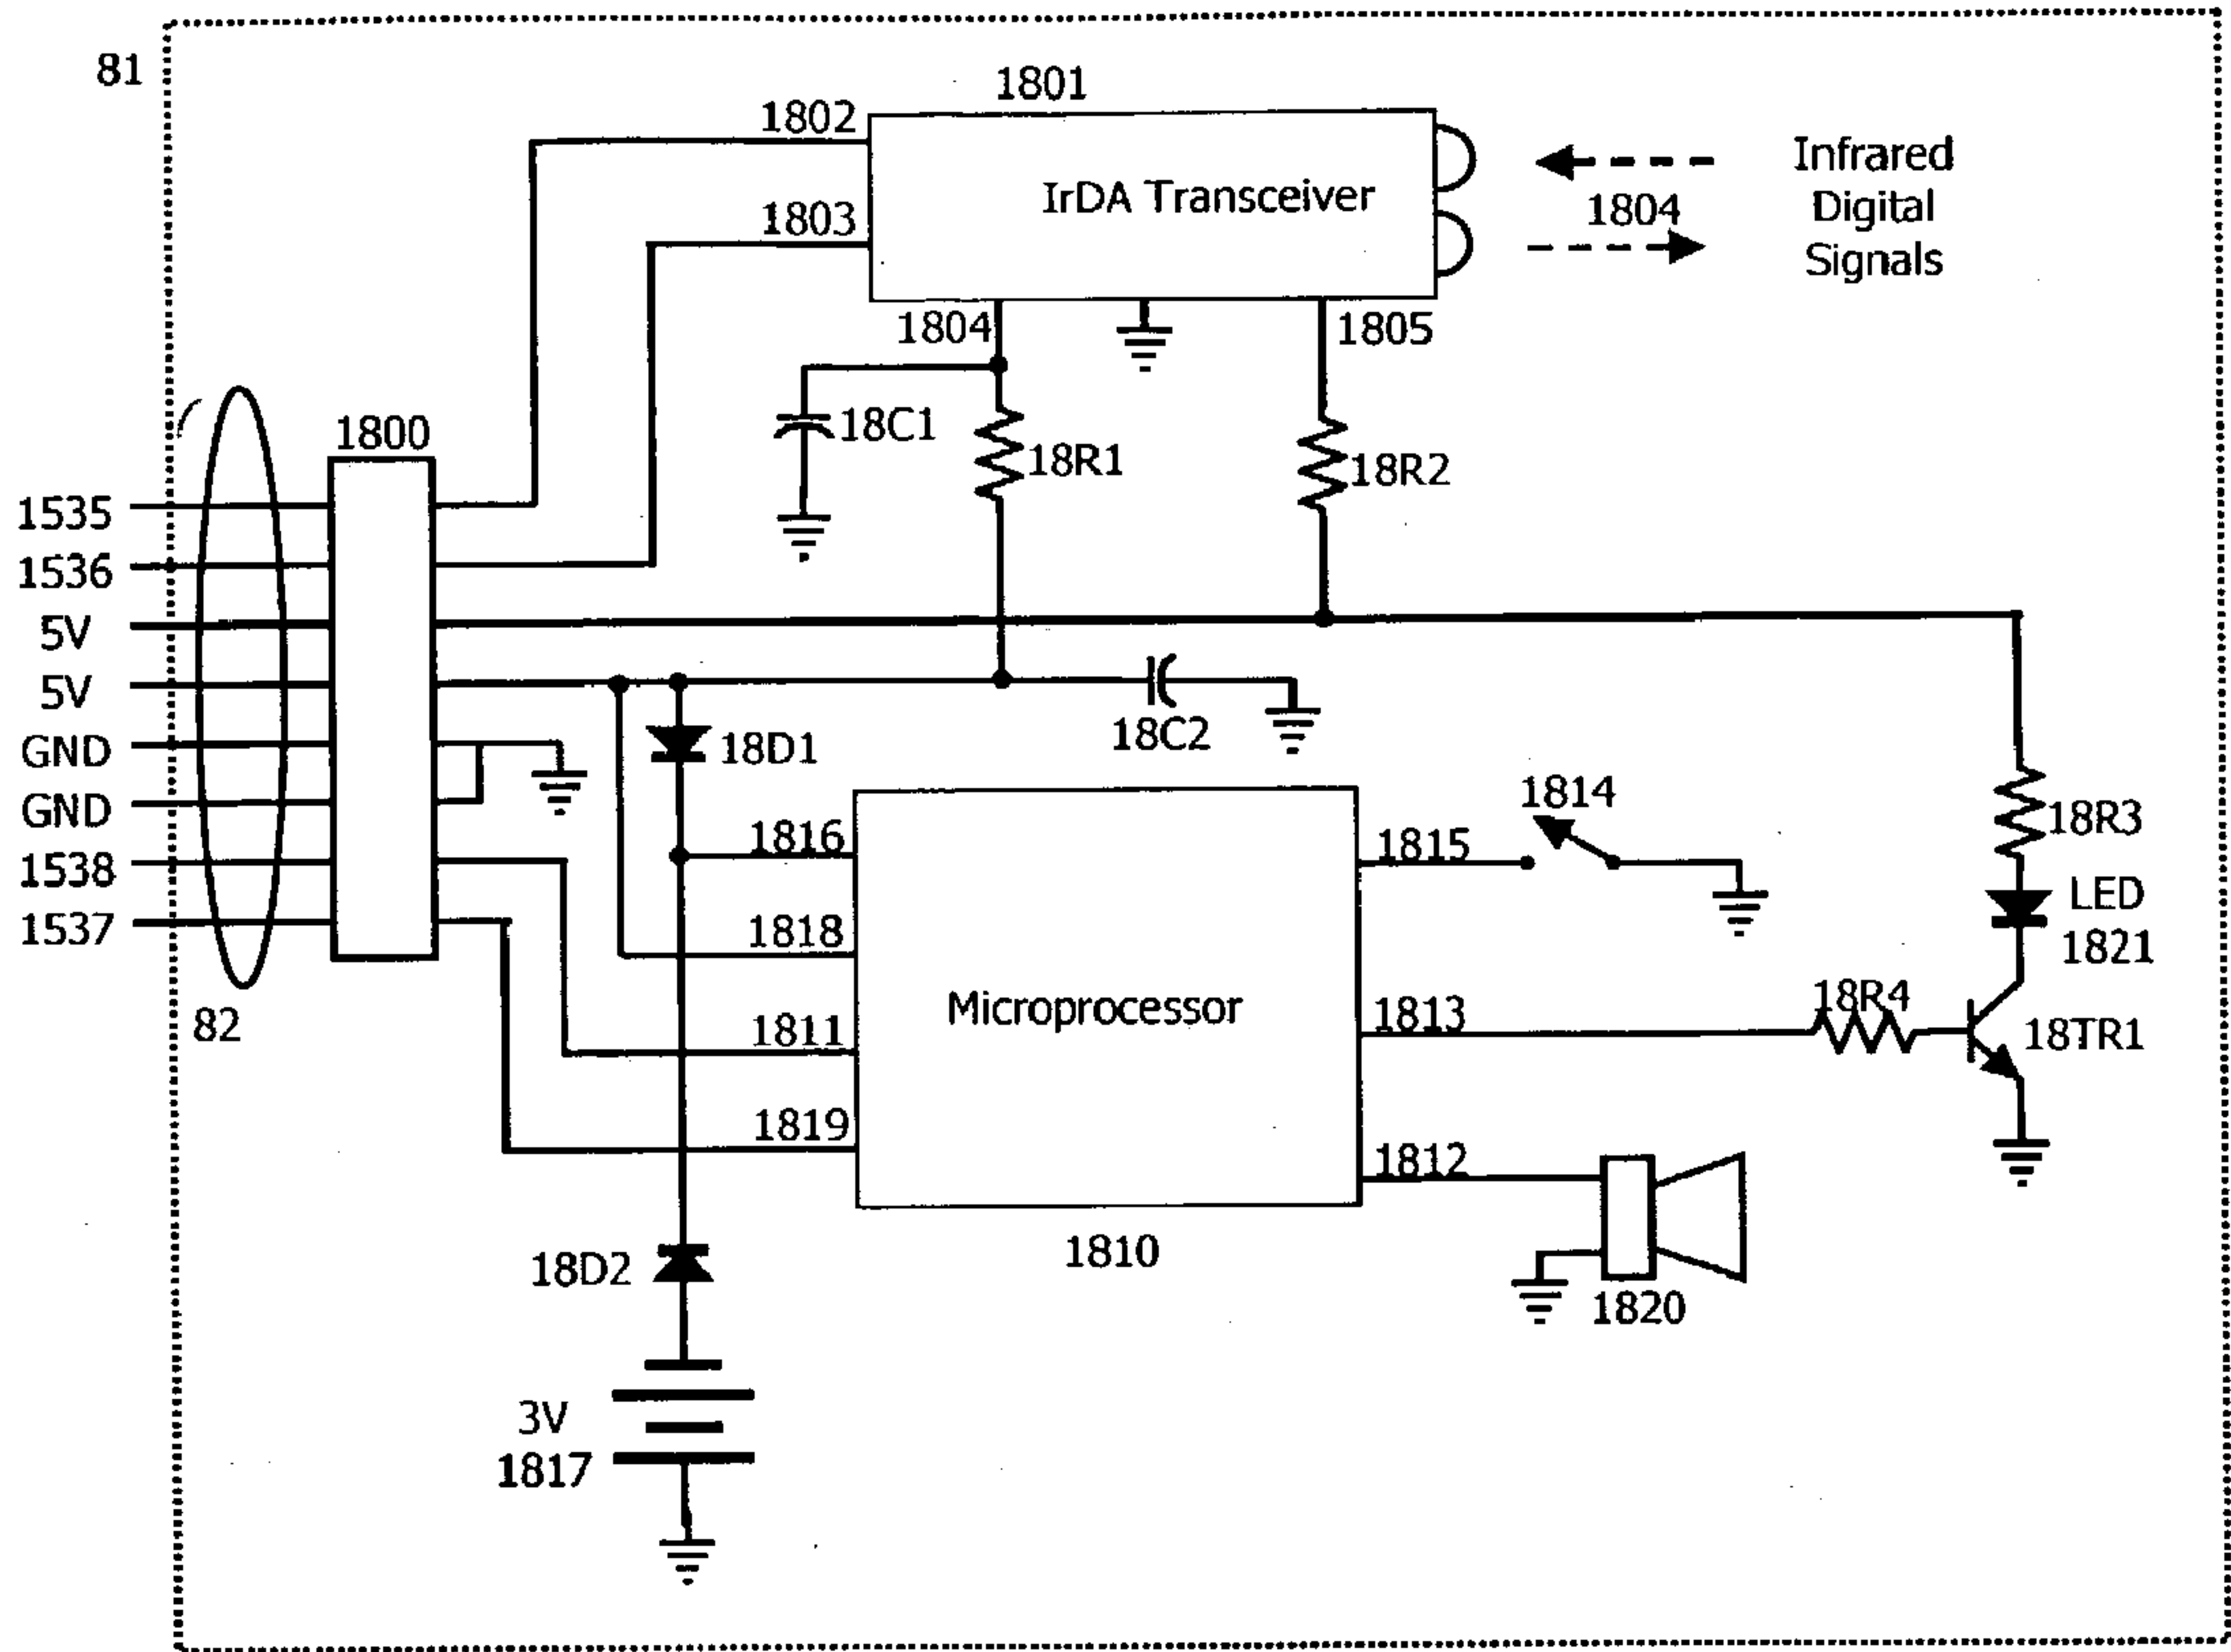 81
1801
1802
IrDA Transceiver
1803
1804
Infrared
Digital
Signals
1804
1805
18C1
18R1
18R2
1800
1535
1536
5V
5V
GND
GND
1538
1537
82
18D1
18C2
1816
1818
1811
1819
Microprocessor
1810
1815
1814
1813
1812
18R3
LED
1821
18R4
18TR1
1820
18D2
3V
1817